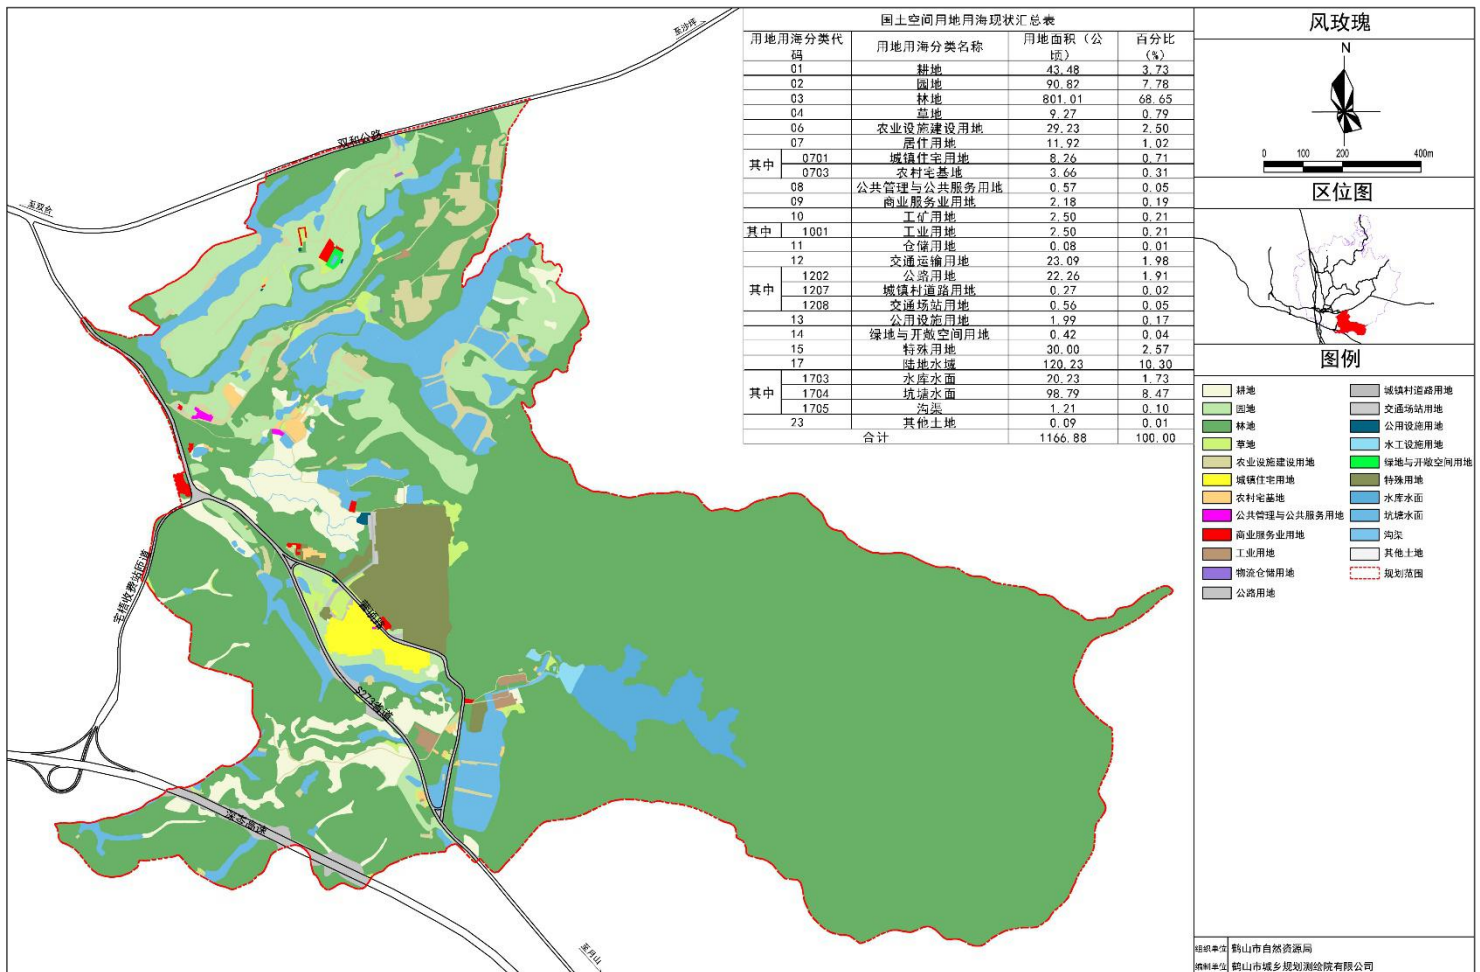 国土空间用地用海现状汇总表
用地用海分类代码 用地用海分类名称 用地面积（公顷） 百分比（%）
01 耕地 43.48 3.73
02 园地 90.82 7.78
03 林地 801.01 68.65
04 草地 9.27 0.79
06 农业设施建设用地 29.23 2.50
07 居住用地 11.92 1.02
其中 0701 城镇住宅用地 8.26 0.71
0703 农村宅基地 3.66 0.31
08 公共管理与公共服务用地 0.57 0.05
09 商业服务业用地 2.18 0.19
10 工矿用地 2.50 0.21
其中 1001 工业用地 2.50 0.21
11 仓储用地 0.08 0.01
12 交通运输用地 23.09 1.98
其中 1202 公路用地 22.26 1.91
1207 城镇村道路用地 0.27 0.02
1208 交通场站用地 0.56 0.05
13 公用设施用地 1.99 0.17
14 绿地与开敞空间用地 0.42 0.04
15 特殊用地 30.00 2.57
17 陆地水域 120.23 10.30
其中 1703 水库水面 20.23 1.73
1704 坑塘水面 98.79 8.47
1705 沟渠 1.21 0.10
23 其他土地 0.09 0.01
合计 1166.88 100.00
至沙坪
双和公路
至双合
宅梧收费站匝道
S273省道
深岑高速
至月山
风玫瑰
N
0 100 200 400m
区位图
图例
耕地
园地
林地
草地
农业设施建设用地
城镇住宅用地
农村宅基地
公共管理与公共服务用地
商业服务业用地
工业用地
物流仓储用地
公路用地
城镇村道路用地
交通场站用地
公用设施用地
水工设施用地
绿地与开敞空间用地
特殊用地
水库水面
坑塘水面
沟渠
其他土地
规划范围
组织单位 鹤山市自然资源局
编制单位 鹤山市城乡规划测绘院有限公司